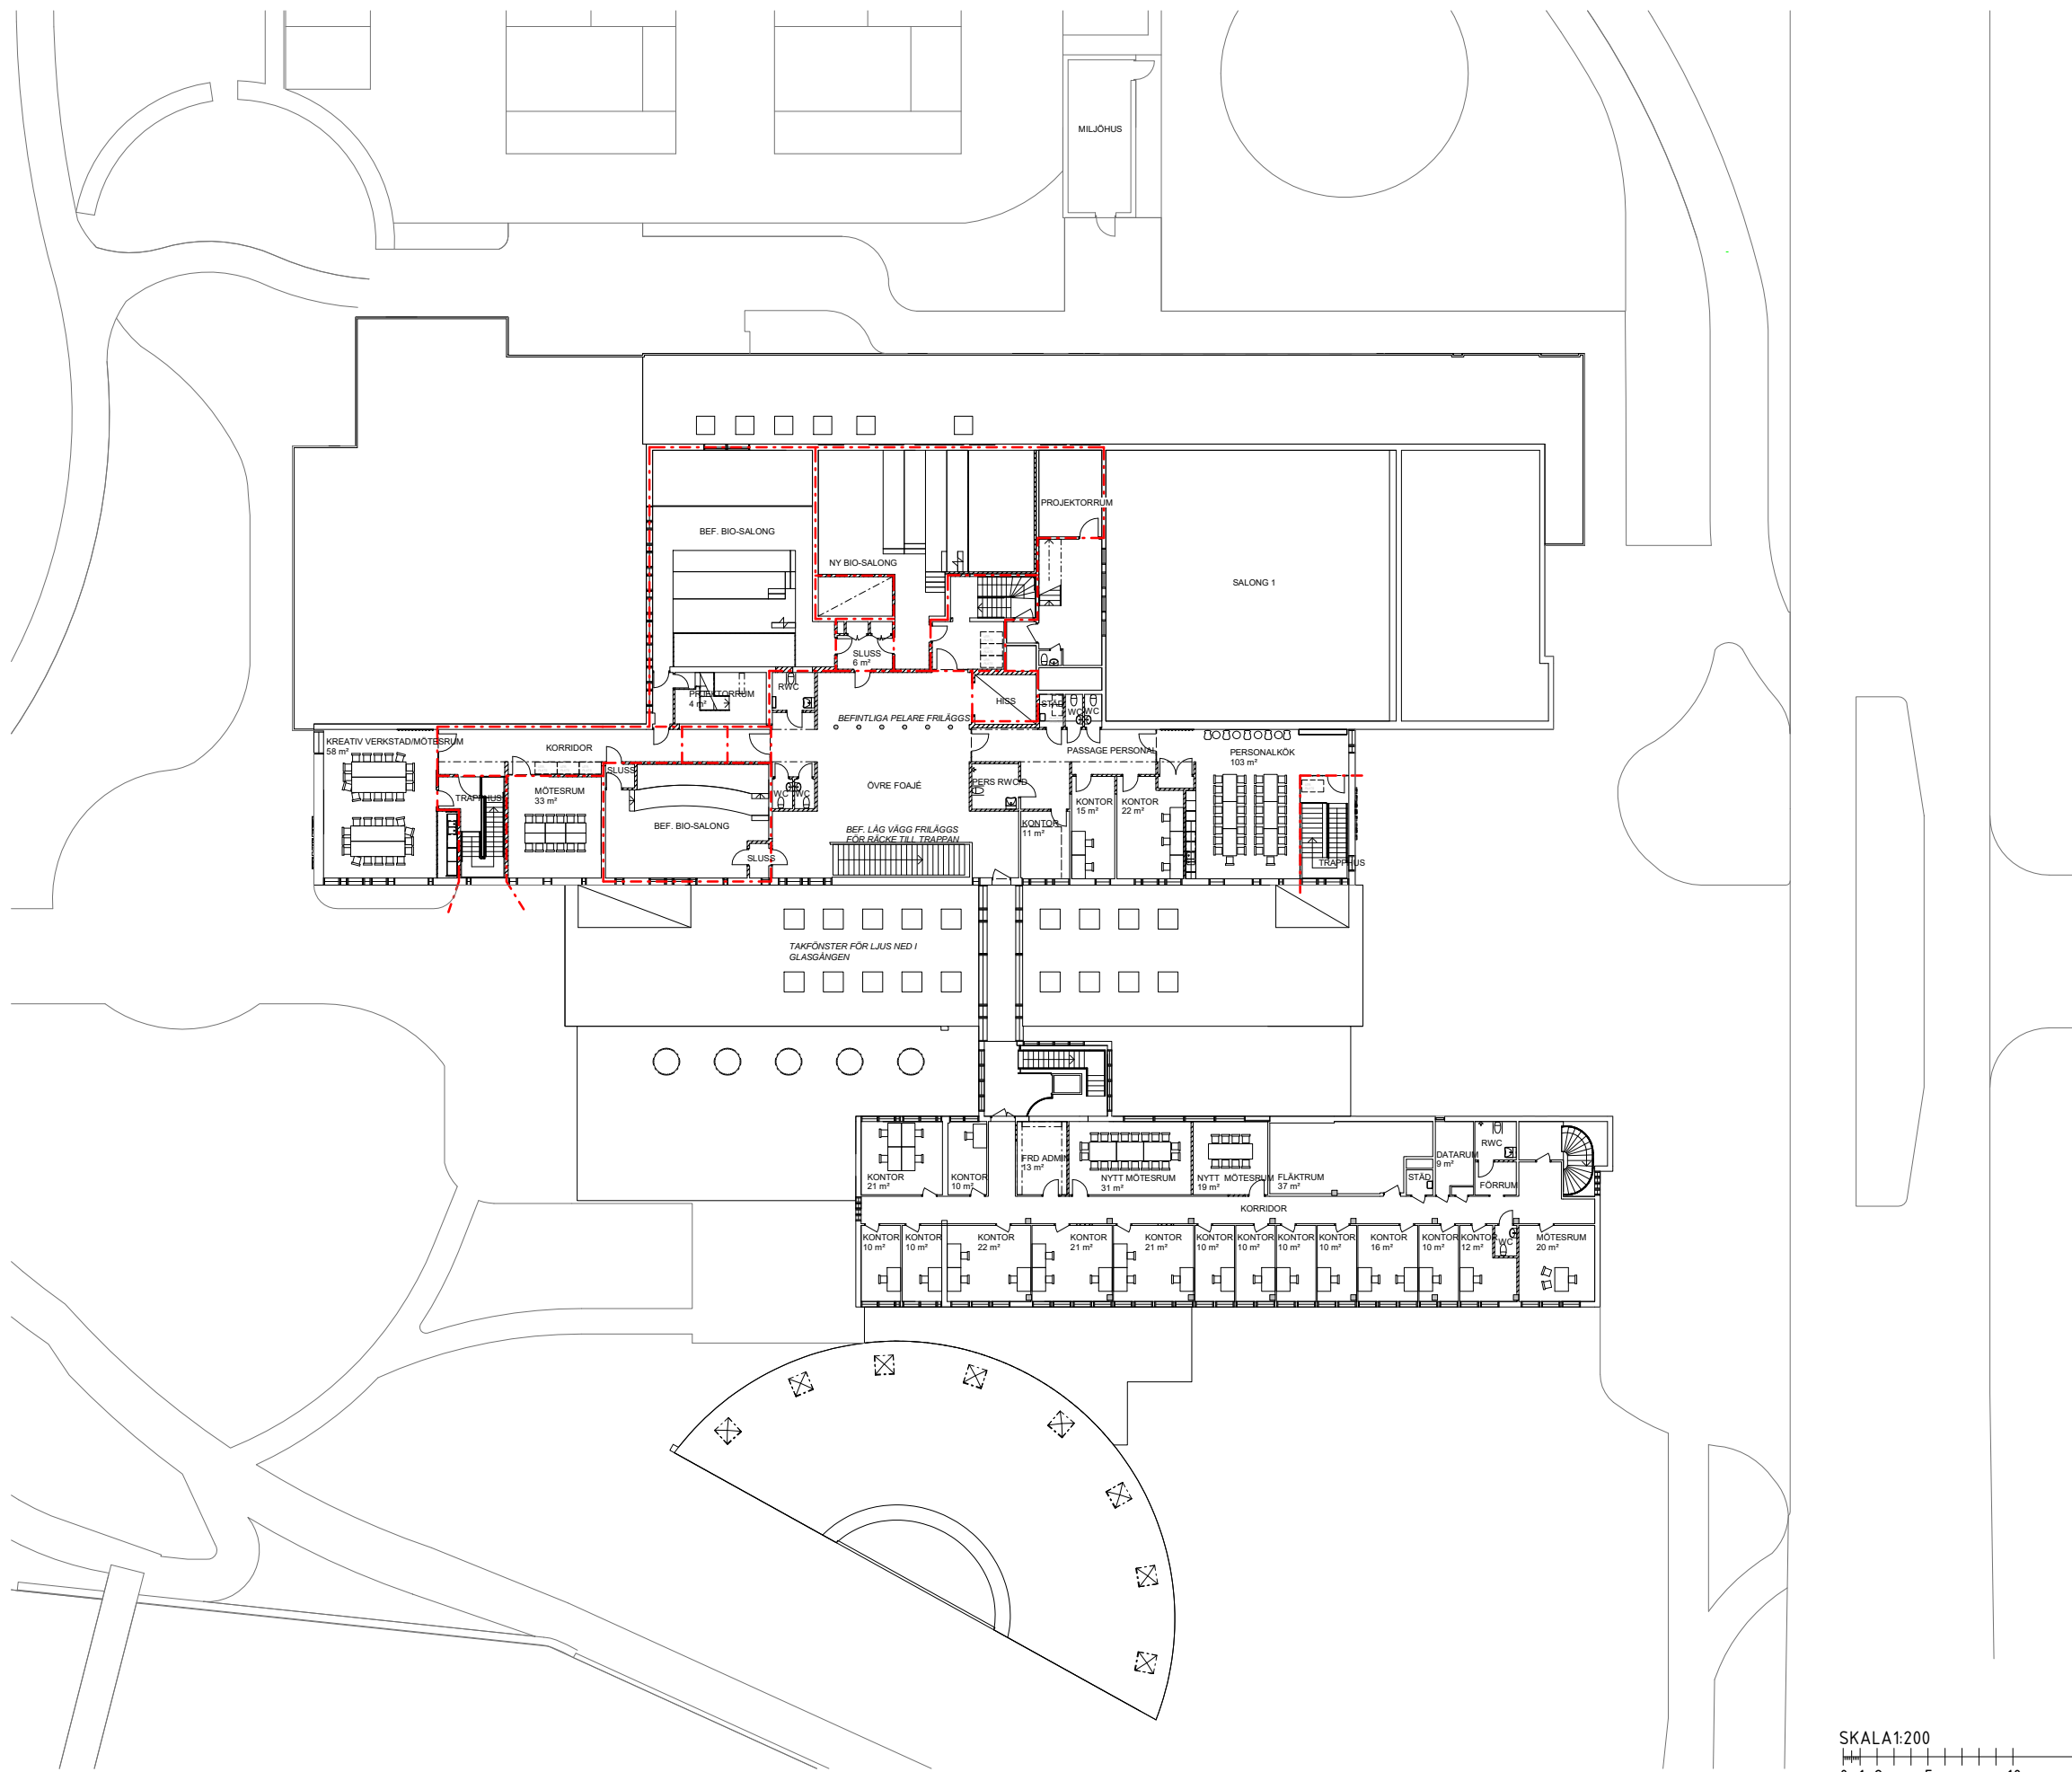 MILJÖHUS
PROJEKTORRUM
BEF. BIO-SALONG
NY BIO-SALONG
SALONG 1
SLUSS
6 m²
RWC
PRJEKTORRUM
4 m²
HISS
STÄD
WC
WC
BEFINTLIGA PELARE FRILÄGGS
KREATIV VERKSTAD/MÖTESRUM
58 m²
KORRIDOR
PASSAGE PERSONAL
PERSONALKÖK
103 m²
SLUSS
TRAPPHUS
MÖTESRUM
33 m²
WC
WC
ÖVRE FOAJÉ
PERS RWC/D
KONTOR
15 m²
KONTOR
22 m²
BEF. BIO-SALONG
BEF. LÅG VÄGG FRILÄGGS
FÖR RÄCKE TILL TRAPPAN
KONTOR
11 m²
SLUSS
TRAPPHUS
TAKFÖNSTER FÖR LJUS NED I
GLASGÅNGEN
KONTOR
21 m²
KONTOR
10 m²
FRD ADMIN
13 m²
NYTT MÖTESRUM
31 m²
NYTT MÖTESRUM
19 m²
FLÄKTRUM
37 m²
STÄD
DATARUM
9 m²
RWC
FÖRRUM
KORRIDOR
KONTOR
10 m²
KONTOR
10 m²
KONTOR
22 m²
KONTOR
21 m²
KONTOR
21 m²
KONTOR
10 m²
KONTOR
10 m²
KONTOR
10 m²
KONTOR
10 m²
KONTOR
16 m²
KONTOR
10 m²
KONTOR
12 m²
WC
MÖTESRUM
20 m²
SKALA 1:200